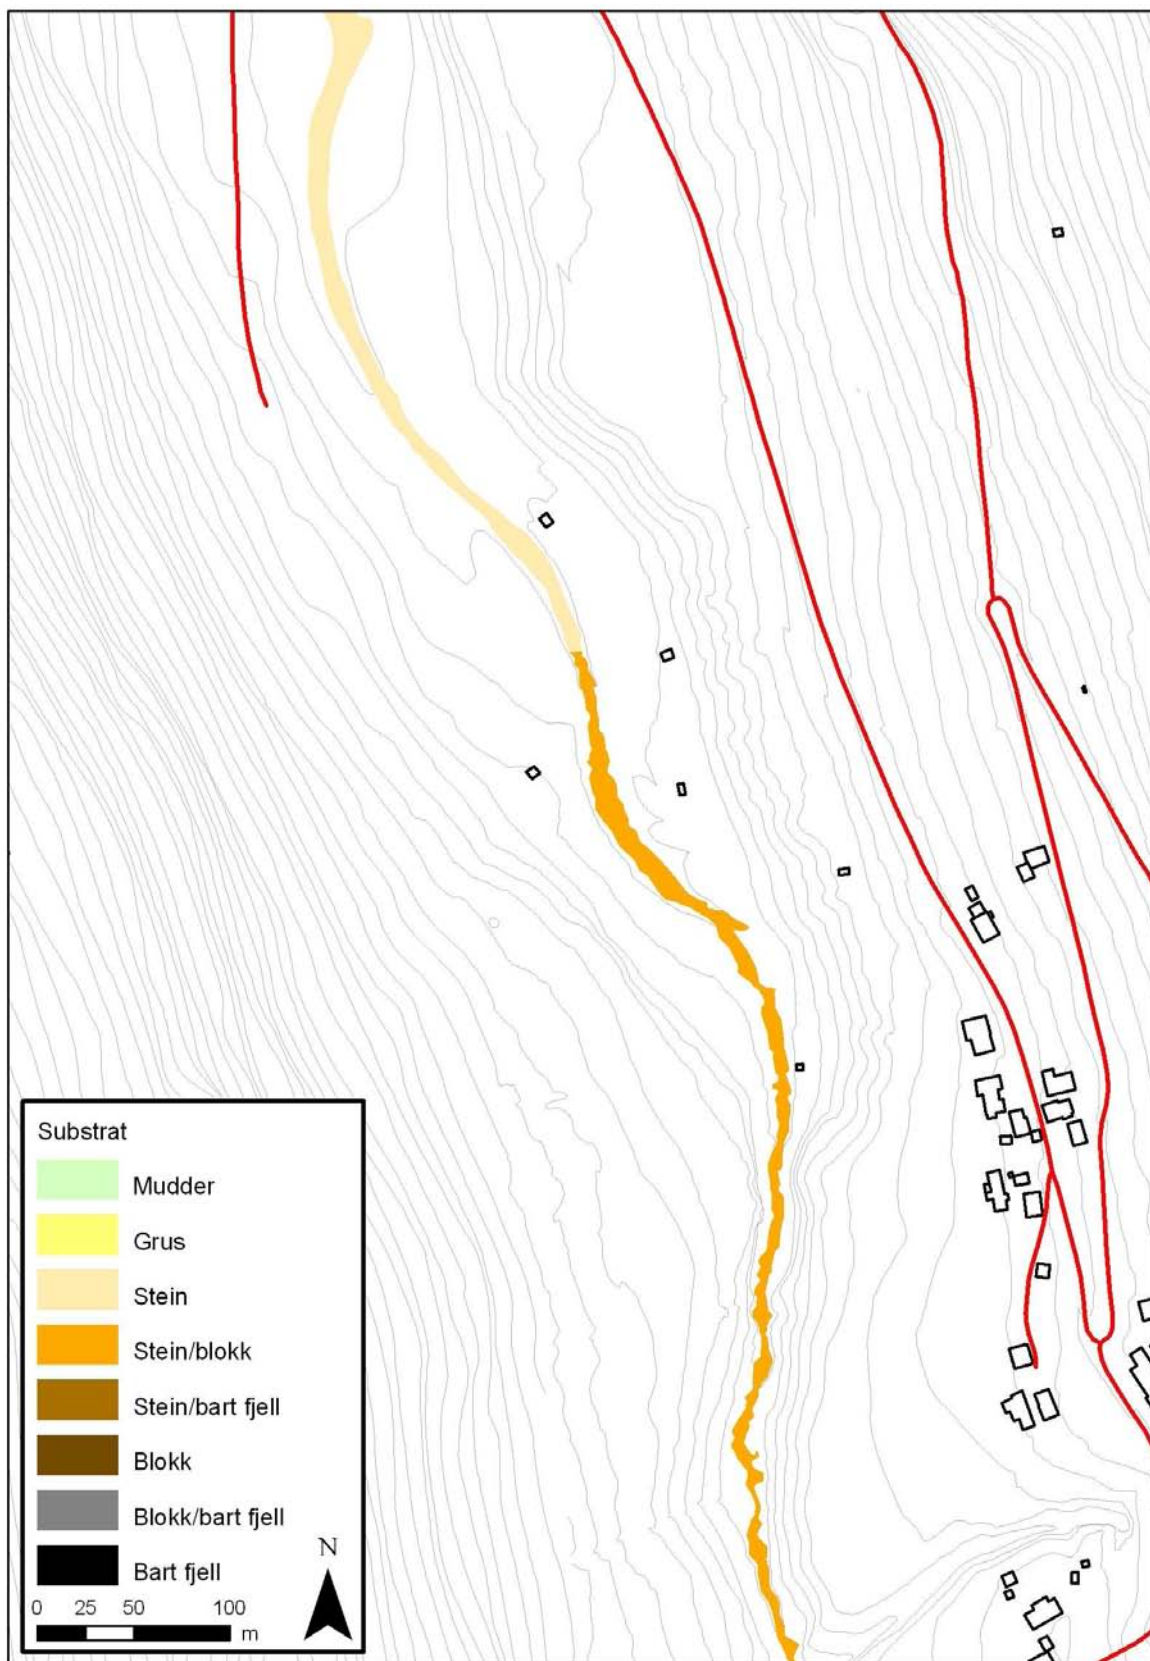 Substrat
Mudder
Grus
Stein
Stein/blokk
Stein/bart fjell
Blokk
Blokk/bart fjell
Bart fjell
N
0 25 50 100
m